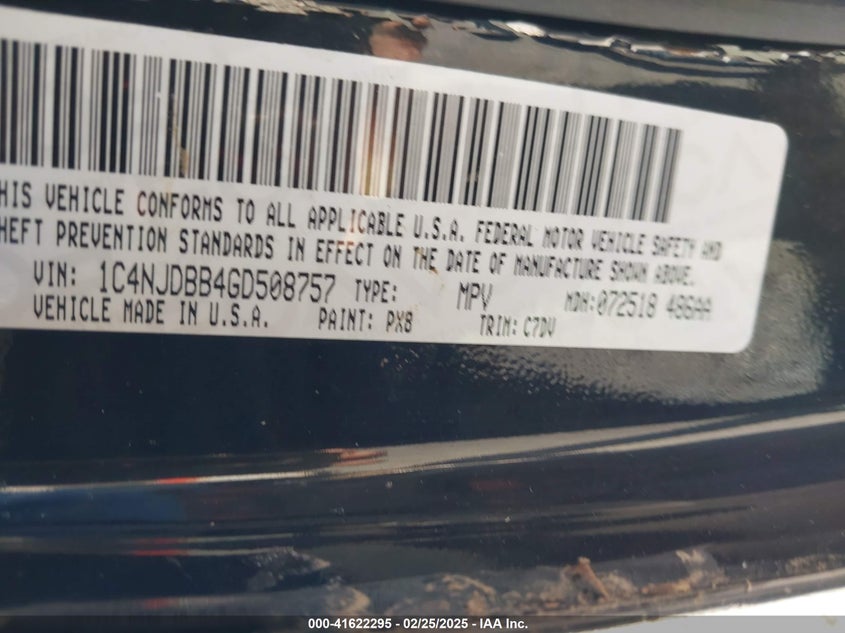 HIS VEHICLE CONFORMS TO ALL APPLICABLE U.S.A. FEDERAL MOTOR VEHICLE SAFETY AND
HEFT PREVENTION STANDARDS IN EFFECT ON THE DATE OF MANUFACTURE SHOWN ABOVE.
VIN: 1C4NJDBB4GD508757 TYPE: MPV MDH:072518 486AA
VEHICLE MADE IN U.S.A. PAINT: PX8 TRIM: C7DV
000-41622295 - 02/25/2025 - IAA Inc.